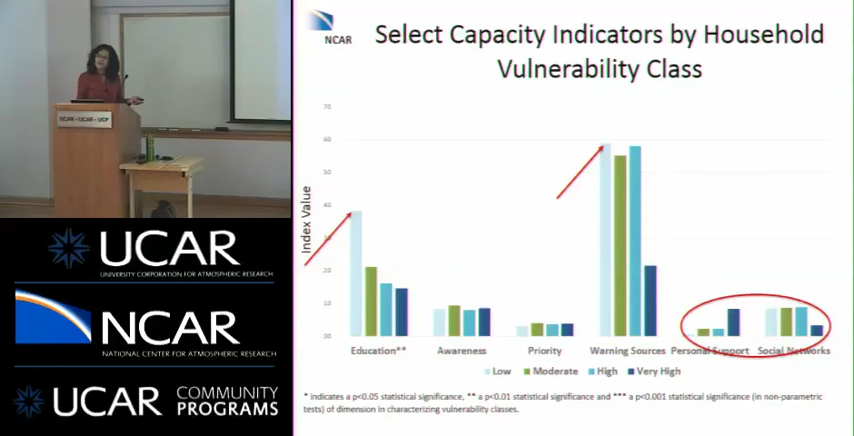 NCAR
Select Capacity Indicators by Household
Vulnerability Class
UCAR - UCAR - UCP
70
60
50
40
30
20
10
00
Index Value
Education**
Awareness
Priority
Warning Sources
Personal Support
Social Networks
Low
Moderate
High
Very High
* indicates a p<0.05 statistical significance, ** a p<0.01 statistical significance and *** a p<0.001 statistical significance (in non-parametric
tests) of dimension in characterizing vulnerability classes.
UCAR
UNIVERSITY CORPORATION FOR ATMOSPHERIC RESEARCH
NCAR
NATIONAL CENTER FOR ATMOSPHERIC RESEARCH
UCAR
COMMUNITY
PROGRAMS